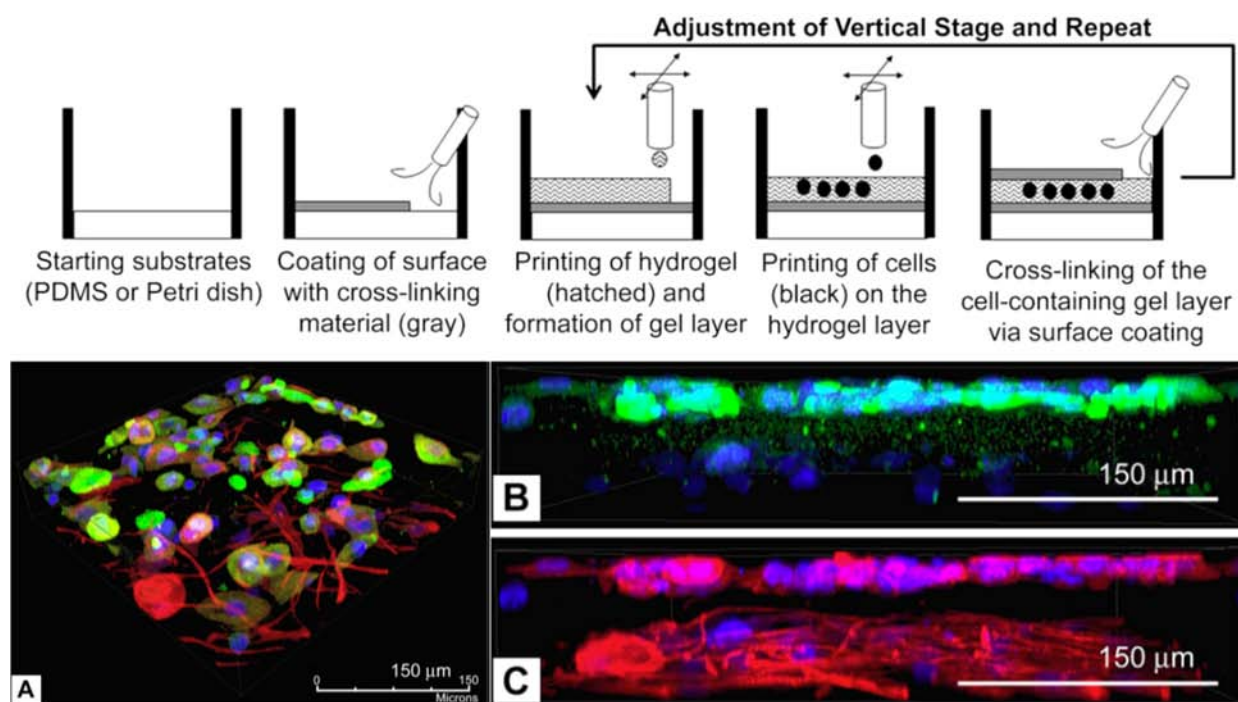 Adjustment of Vertical Stage and Repeat
Starting substrates
(PDMS or Petri dish)
Coating of surface
with cross-linking
material (gray)
Printing of hydrogel
(hatched) and
formation of gel layer
Printing of cells
(black) on the
hydrogel layer
Cross-linking of the
cell-containing gel layer
via surface coating
A
150 μm
0
150
Microns
B
150 μm
C
150 μm